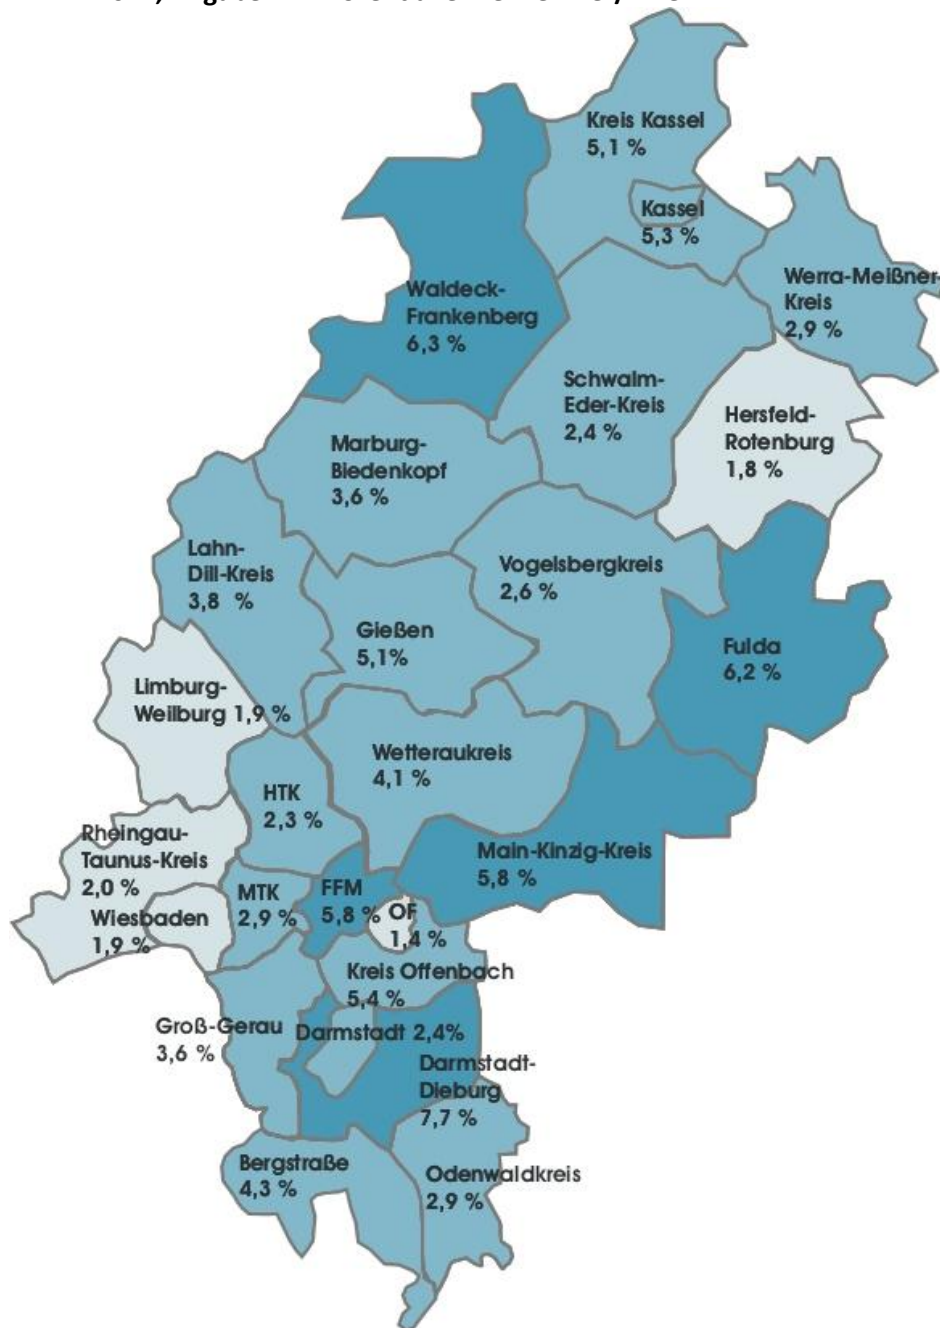 Kreis Kassel
5,1 %
Kassel
5,3 %
Werra-Meißner-
Kreis
2,9 %
Waldeck-
Frankenberg
6,3 %
Schwalm-
Eder-Kreis
2,4 %
Hersfeld-
Rotenburg
1,8 %
Marburg-
Biedenkopf
3,6 %
Lahn-
Dill-Kreis
3,8 %
Vogelsbergkreis
2,6 %
Gießen
5,1%
Fulda
6,2 %
Limburg-
Weilburg 1,9 %
Wetteraukreis
4,1 %
HTK
2,3 %
Rheingau-
Taunus-Kreis
2,0 %
Main-Kinzig-Kreis
5,8 %
MTK
2,9 %
FFM
5,8 %
OF
1,4 %
Wiesbaden
1,9 %
Kreis Offenbach
5,4 %
Groß-Gerau
3,6 %
Darmstadt 2,4%
Darmstadt-
Dieburg
7,7 %
Bergstraße
4,3 %
Odenwaldkreis
2,9 %